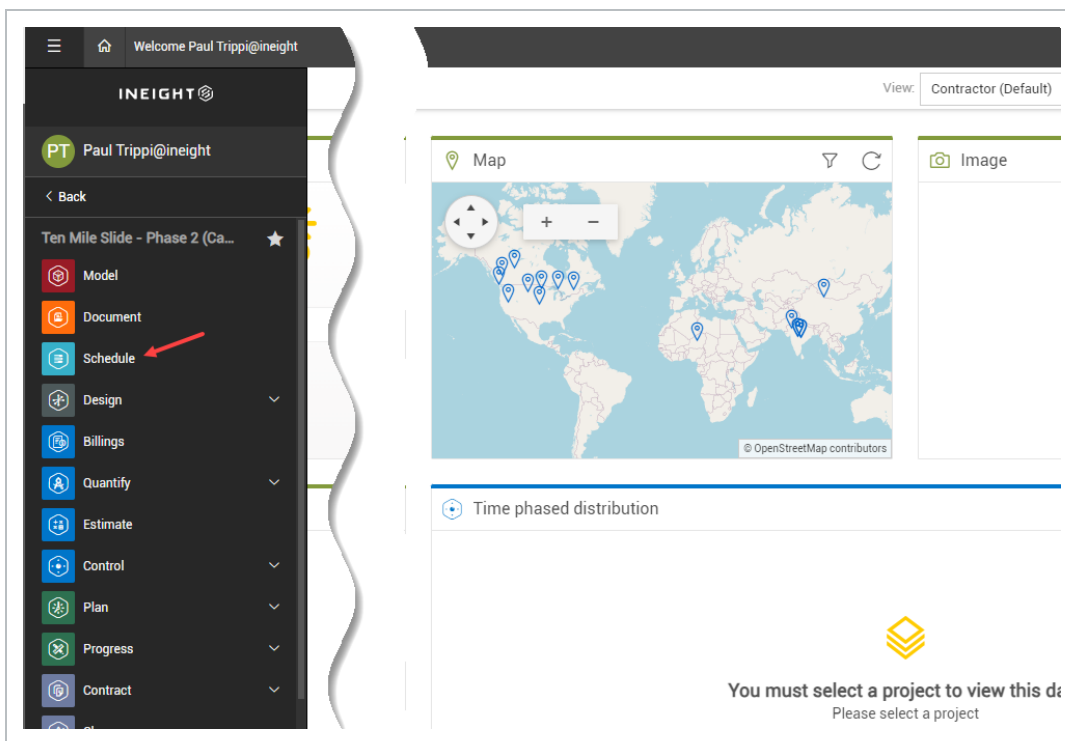 Welcome Paul Trippi@ineight
INEIGHT
View: Contractor (Default)
PT Paul Trippi@ineight
Back
Ten Mile Slide - Phase 2 (Ca...
Model
Document
Schedule
Design
Billings
Quantify
Estimate
Control
Plan
Progress
Contract
Map
+ −
© OpenStreetMap contributors
Image
Time phased distribution
You must select a project to view this da
Please select a project